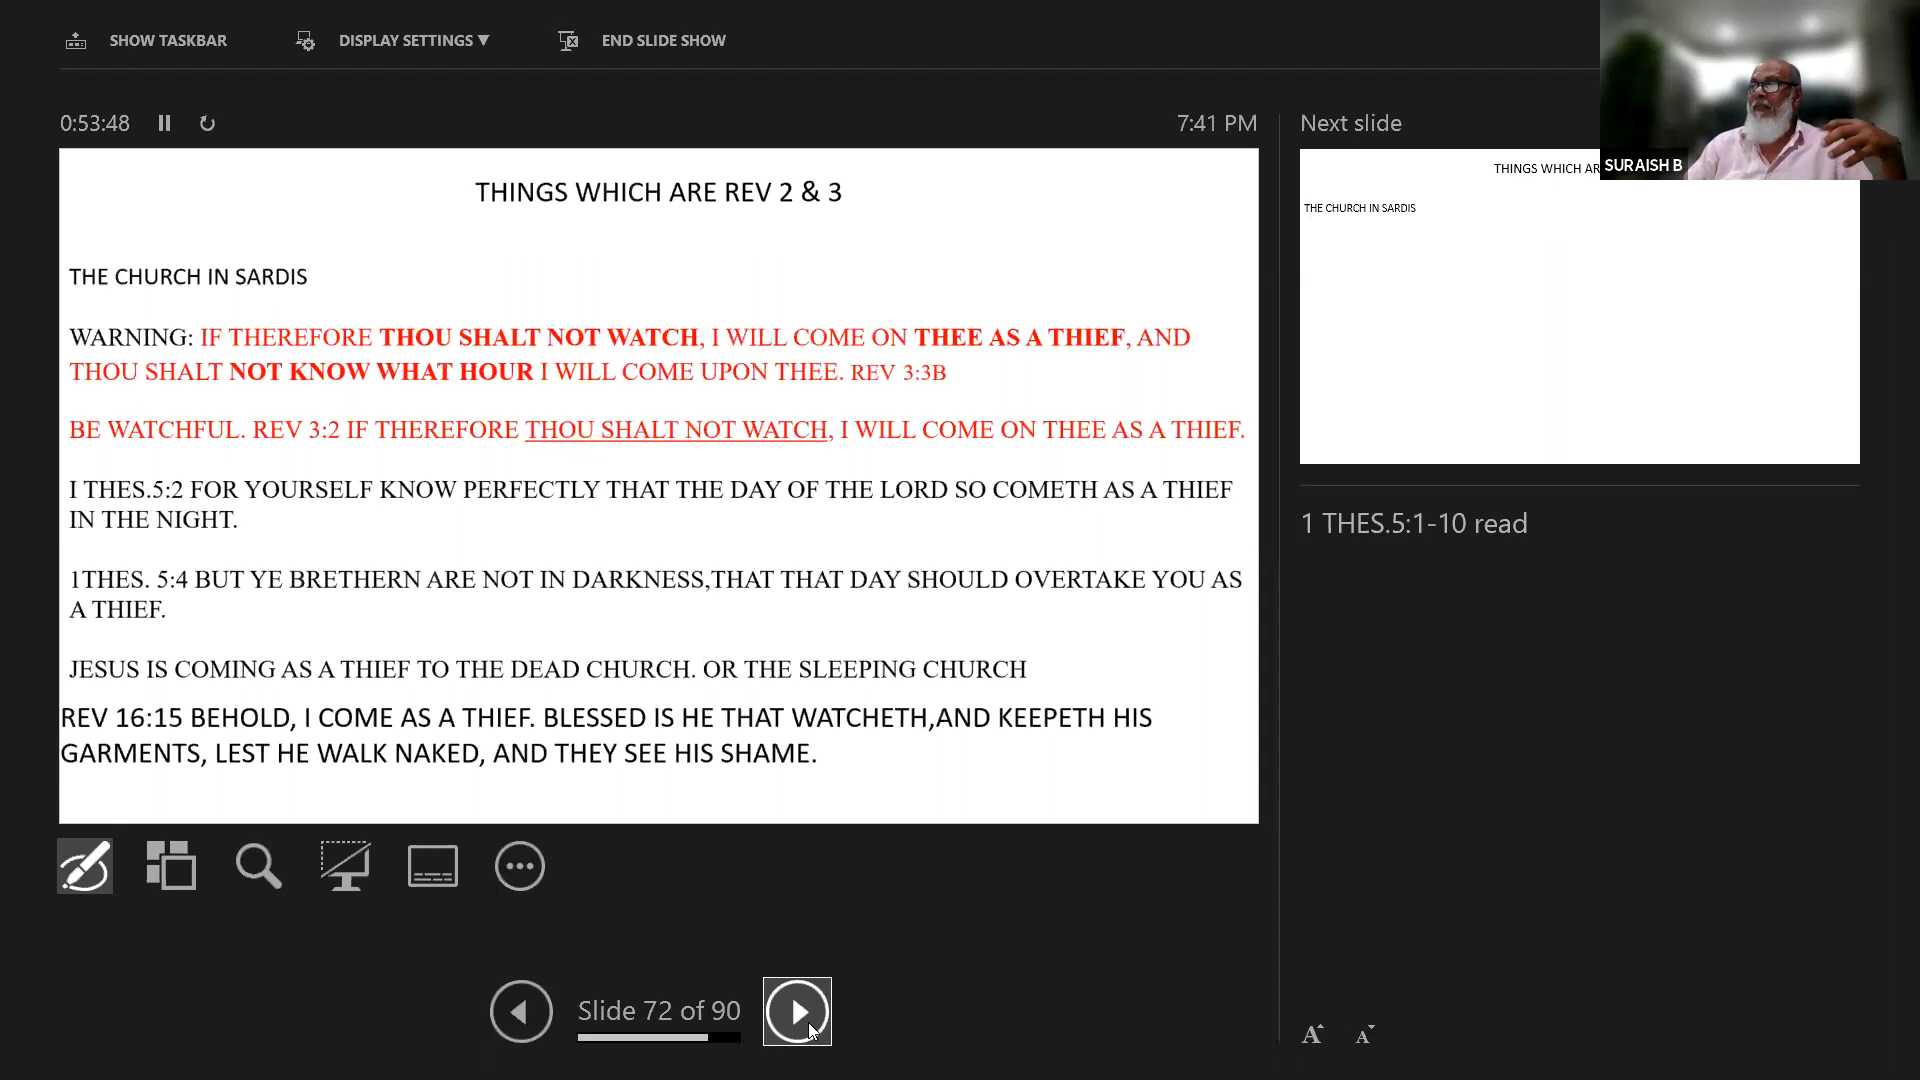 SHOW TASKBAR
DISPLAY SETTINGS ▼
END SLIDE SHOW
0:53:48
7:41 PM
THINGS WHICH ARE REV 2 & 3
THE CHURCH IN SARDIS
WARNING: IF THEREFORE THOU SHALT NOT WATCH, I WILL COME ON THEE AS A THIEF, AND
THOU SHALT NOT KNOW WHAT HOUR I WILL COME UPON THEE. REV 3:3B
BE WATCHFUL. REV 3:2 IF THEREFORE THOU SHALT NOT WATCH, I WILL COME ON THEE AS A THIEF.
I THES.5:2 FOR YOURSELF KNOW PERFECTLY THAT THE DAY OF THE LORD SO COMETH AS A THIEF
IN THE NIGHT.
1THES. 5:4 BUT YE BRETHERN ARE NOT IN DARKNESS,THAT THAT DAY SHOULD OVERTAKE YOU AS
A THIEF.
JESUS IS COMING AS A THIEF TO THE DEAD CHURCH. OR THE SLEEPING CHURCH
REV 16:15 BEHOLD, I COME AS A THIEF. BLESSED IS HE THAT WATCHETH,AND KEEPETH HIS
GARMENTS, LEST HE WALK NAKED, AND THEY SEE HIS SHAME.
Slide 72 of 90
Next slide
SURAISH B
THINGS WHICH AR
THE CHURCH IN SARDIS
1 THES.5:1-10 read
A A